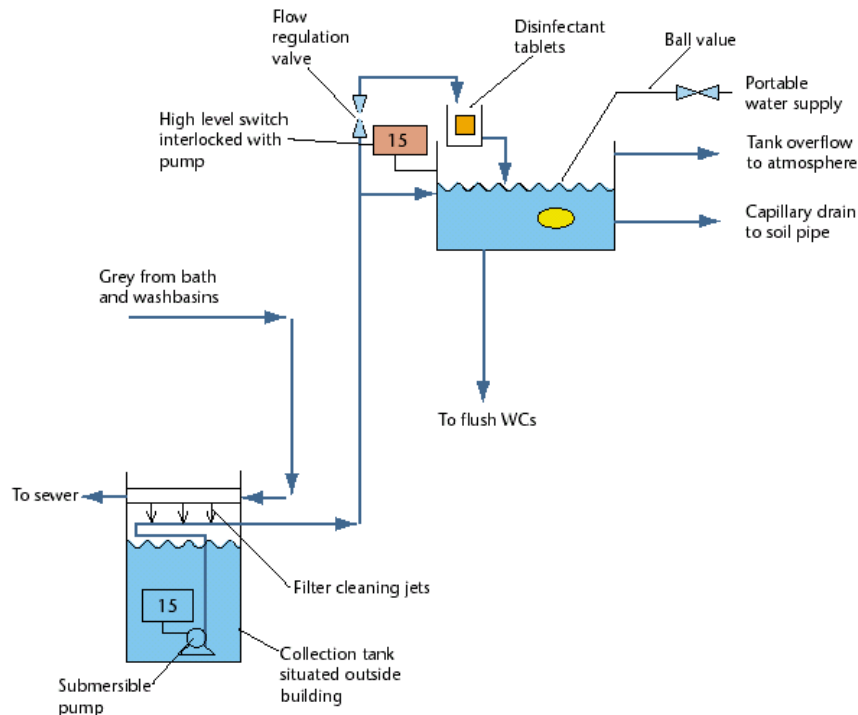 Flow
regulation
valve
Disinfectant
tablets
Ball value
Portable
water supply
High level switch
interlocked with
pump
15
Tank overflow
to atmosphere
Capillary drain
to soil pipe
Grey from bath
and washbasins
To flush WCs
To sewer
Filter cleaning jets
15
Collection tank
situated outside
building
Submersible
pump